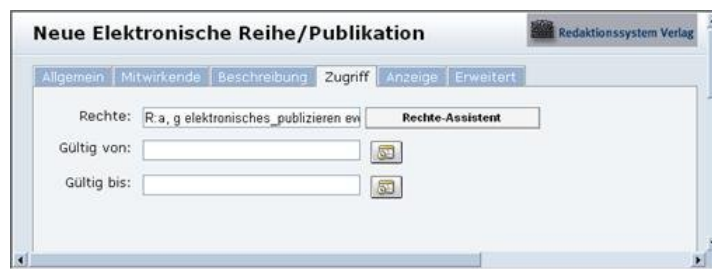 Neue Elektronische Reihe/Publikation
Redaktionssystem Verlag
Allgemein Mitwirkende Beschreibung Zugriff Anzeige Erweitert
Rechte: R:a, g elektronisches_publizieren Rechte-Assistent
Gültig von:
Gültig bis: